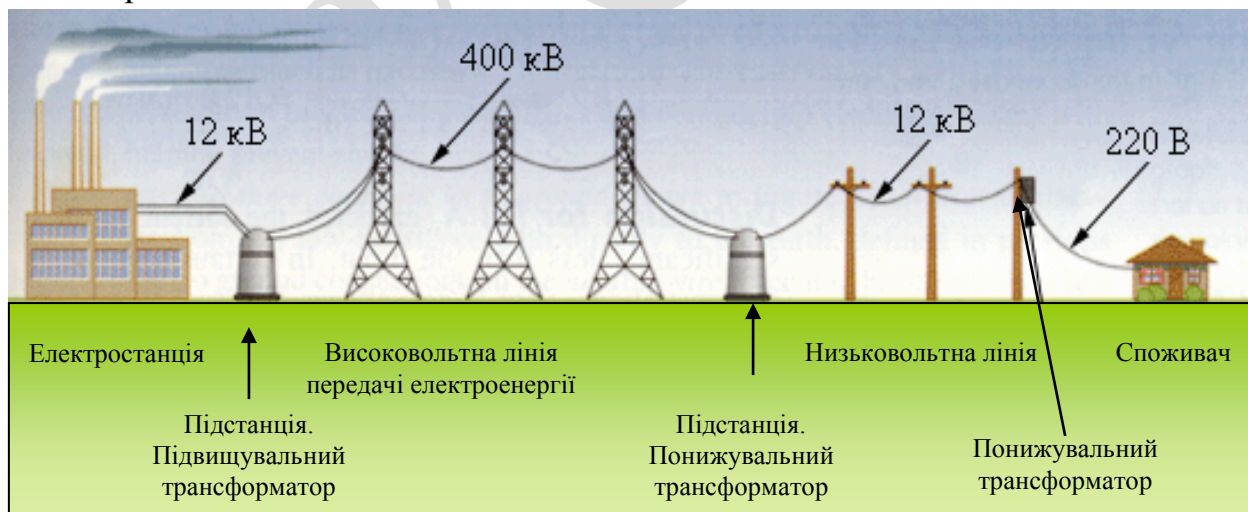 400 кВ
12 кВ
12 кВ
220 В
Електростанція
Високовольтна лінія
передачі електроенергії
Низьковольтна лінія
Споживач
Підстанція.
Підвищувальний
трансформатор
Підстанція.
Понижувальний
трансформатор
Понижувальний
трансформатор